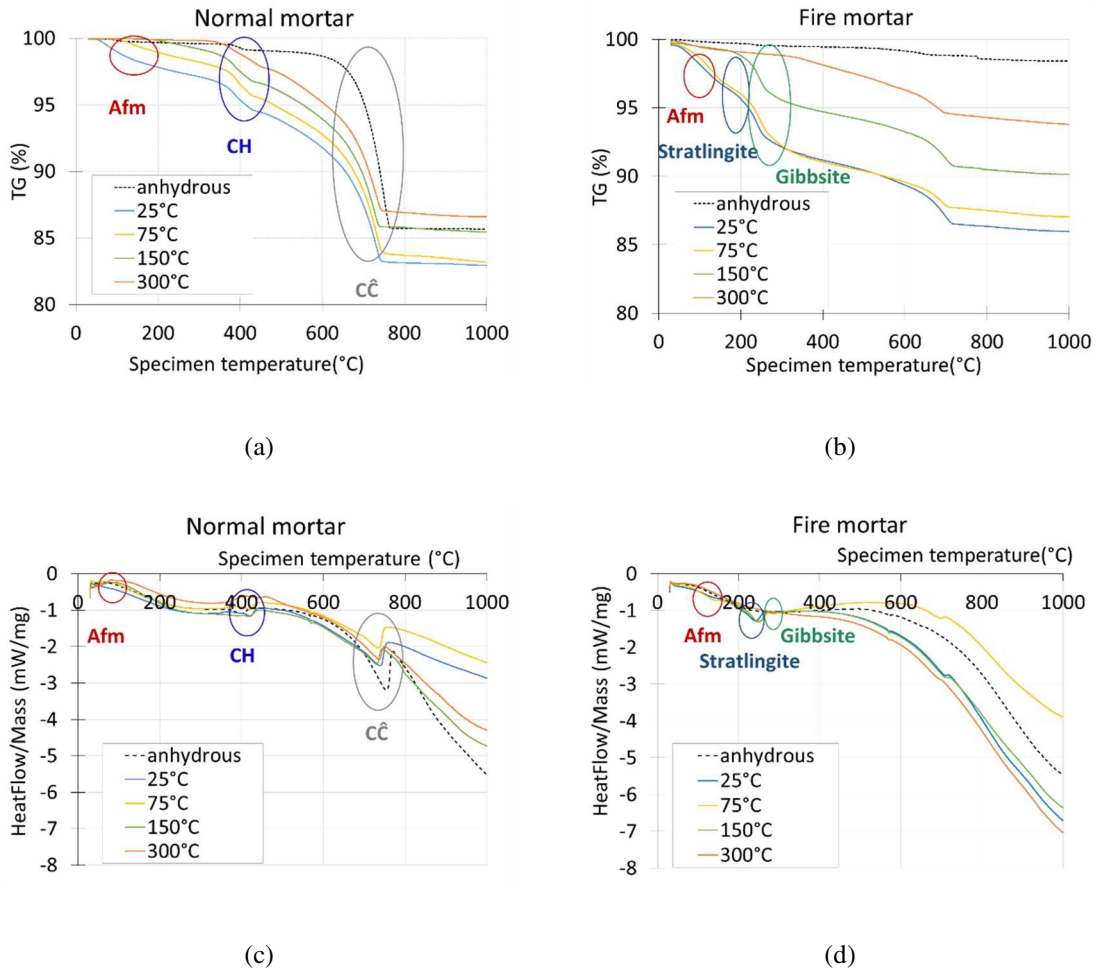 Normal mortar
100
95
90
85
80
TG (%)
Afm
CH
CĈ
anhydrous
25°C
75°C
150°C
300°C
0 200 400 600 800 1000
Specimen temperature(°C)
(a)
Fire mortar
100
95
90
85
80
TG (%)
Afm
Stratlingite
Gibbsite
anhydrous
25°C
75°C
150°C
300°C
0 200 400 600 800 1000
Specimen temperature(°C)
(b)
Normal mortar
Specimen temperature (°C)
0 200 400 600 800 1000
0
-1
-2
-3
-4
-5
-6
-7
-8
HeatFlow/Mass (mW/mg)
Afm
CH
CĈ
anhydrous
25°C
75°C
150°C
300°C
(c)
Fire mortar
Specimen temperature(°C)
0 200 400 600 800 1000
0
-1
-2
-3
-4
-5
-6
-7
-8
HeatFlow/Mass (mW/mg)
Afm
Gibbsite
Stratlingite
anhydrous
25°C
75°C
150°C
300°C
(d)